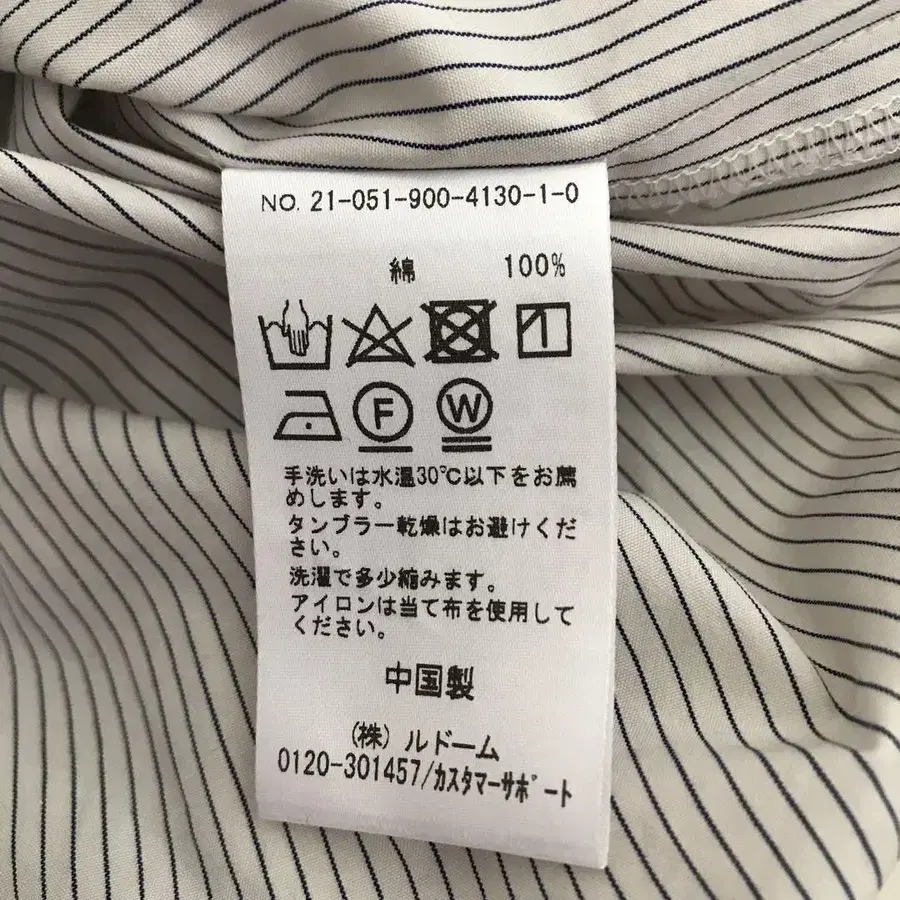 NO. 21-051-900-4130-1-0
綿 100%
F W
手洗いは水温30℃以下をお薦
めします。
タンブラー乾燥はお避けくだ
さい。
洗濯で多少縮みます。
アイロンは当て布を使用して
ください。
中国製
(株) ルドーム
0120-301457/ｶｽﾀﾏｰｻﾎﾟｰﾄ